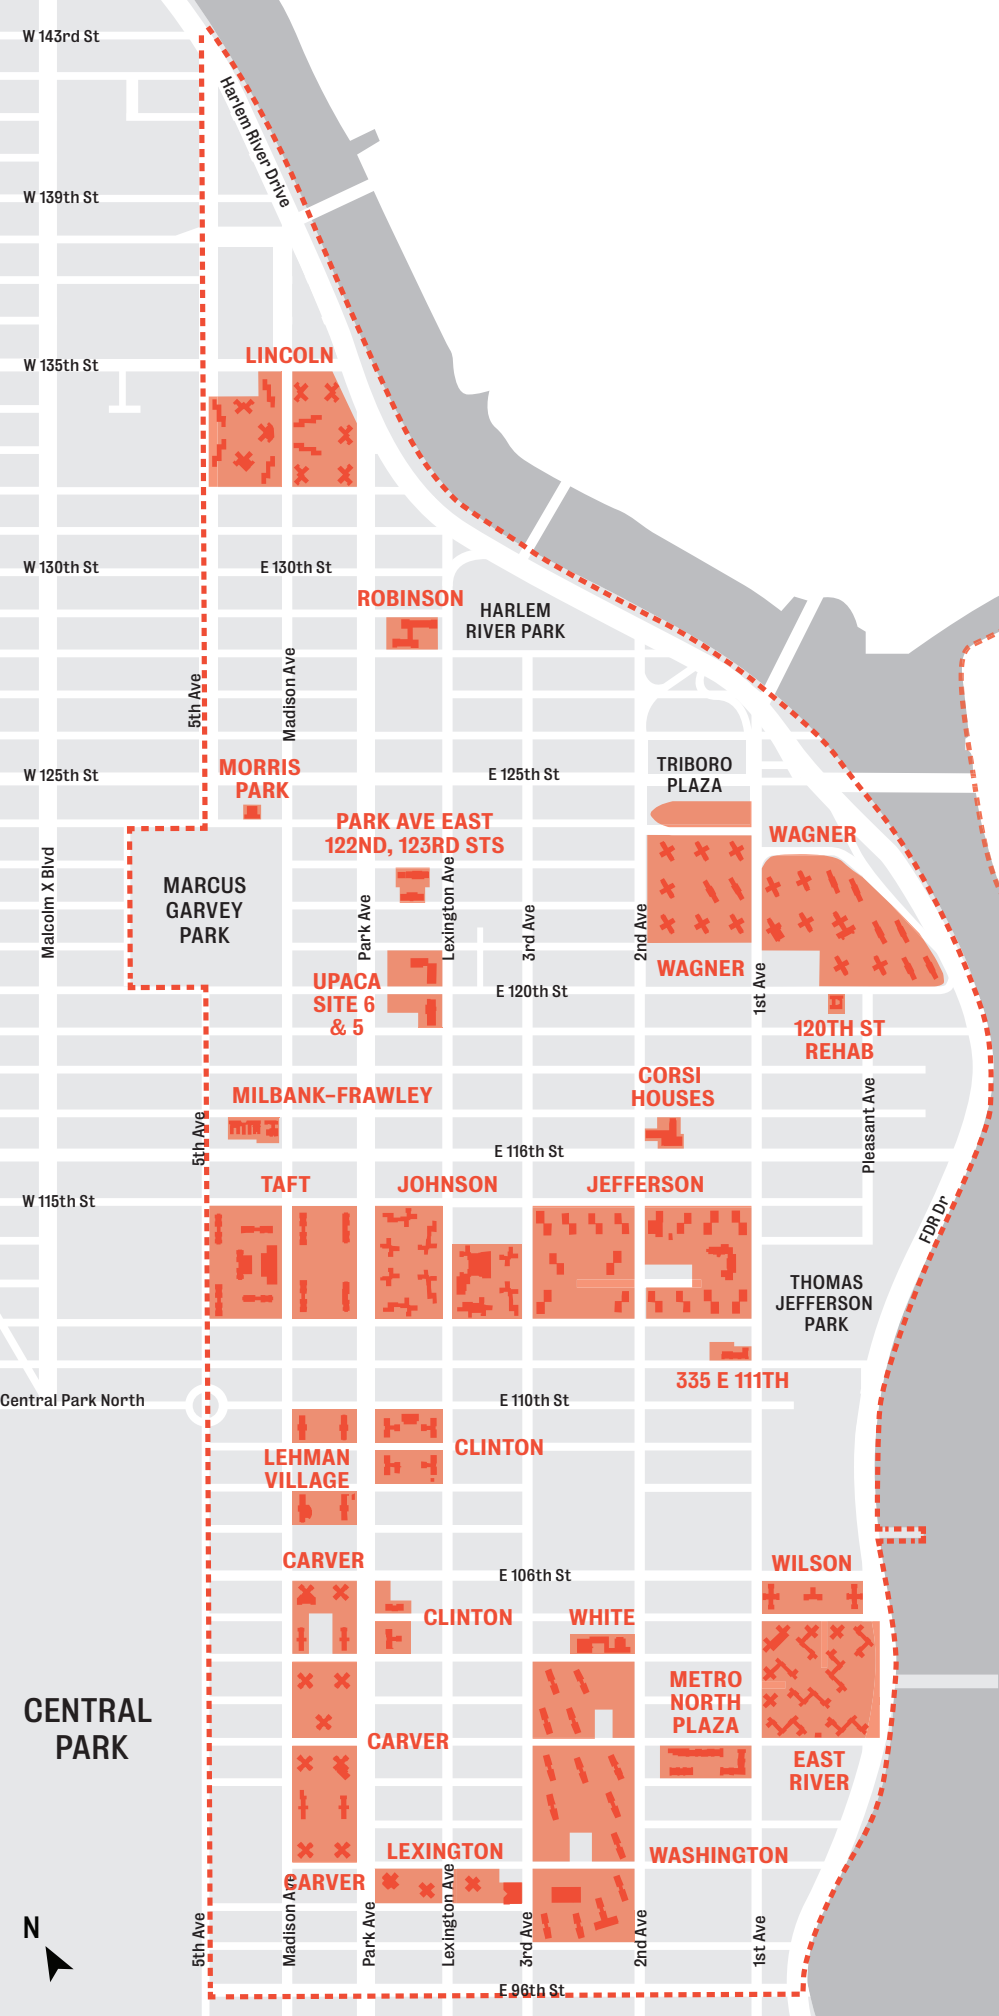 W 143rd St
Harlem River Drive
W 139th St
LINCOLN
W 135th St
W 130th St
E 130th St
ROBINSON
HARLEM
RIVER PARK
5th Ave
Madison Ave
MORRIS
PARK
W 125th St
E 125th St
TRIBORO
PLAZA
PARK AVE EAST
122ND, 123RD STS
WAGNER
Malcolm X Blvd
MARCUS
GARVEY
PARK
Park Ave
Lexington Ave
3rd Ave
2nd Ave
WAGNER
1st Ave
UPACA
SITE 6
& 5
E 120th St
120TH ST
REHAB
CORSI
HOUSES
MILBANK–FRAWLEY
5th Ave
Pleasant Ave
E 116th St
TAFT
JOHNSON
JEFFERSON
W 115th St
FDR Dr
THOMAS
JEFFERSON
PARK
335 E 111TH
Central Park North
E 110th St
CLINTON
LEHMAN
VILLAGE
CARVER
E 106th St
WILSON
CLINTON
WHITE
METRO
NORTH
PLAZA
CENTRAL
PARK
CARVER
EAST
RIVER
LEXINGTON
WASHINGTON
CARVER
N
5th Ave
Madison Ave
Park Ave
Lexington Ave
3rd Ave
2nd Ave
1st Ave
E 96th St